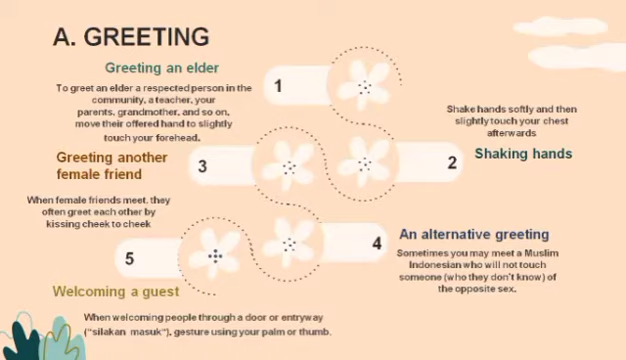 A. GREETING
Greeting an elder
To greet an elder a respected person in the
community, a teacher, your
parents, grandmother, and so on,
move their offered hand to slightly
touch your forehead.
1
Shake hands softly and then
slightly touch your chest
afterwards
2
Shaking hands
Greeting another
female friend
3
When female friends meet, they
often greet each other by
kissing cheek to cheek
4
An alternative greeting
Sometimes you may meet a Muslim
Indonesian who will not touch
someone (who they don't know) of
the opposite sex.
5
Welcoming a guest
When welcoming people through a door or entryway
("silakan masuk"), gesture using your palm or thumb.